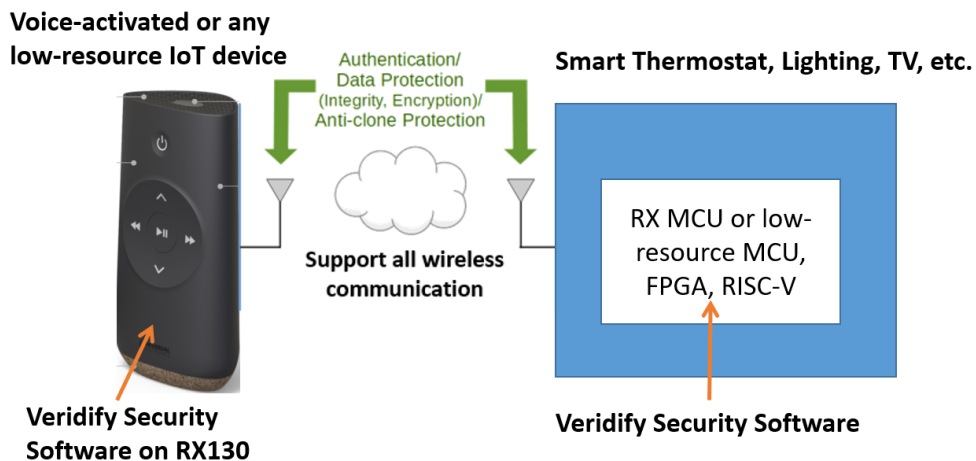 Voice-activated or any
low-resource IoT device
Authentication/
Data Protection
(Integrity, Encryption)/
Anti-clone Protection
Smart Thermostat, Lighting, TV, etc.
RX MCU or low-
resource MCU,
FPGA, RISC-V
Support all wireless
communication
Veridify Security
Software on RX130
Veridify Security Software